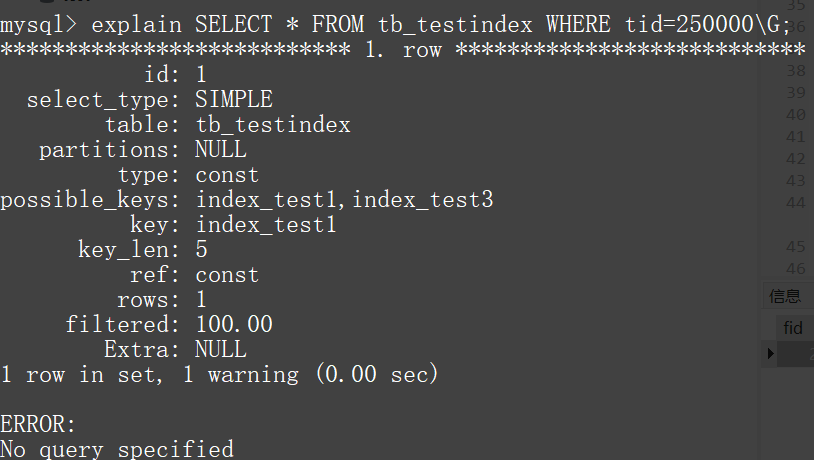 mysql> explain SELECT * FROM tb_testindex WHERE tid=250000\G;
*************************** 1. row ***************************
id: 1
select_type: SIMPLE
table: tb_testindex
partitions: NULL
type: const
possible_keys: index_test1,index_test3
key: index_test1
key_len: 5
ref: const
rows: 1
filtered: 100.00
Extra: NULL
1 row in set, 1 warning (0.00 sec)
ERROR:
No query specified
35
36
38
39
40
41
42
43
44
45
46
信息
fid